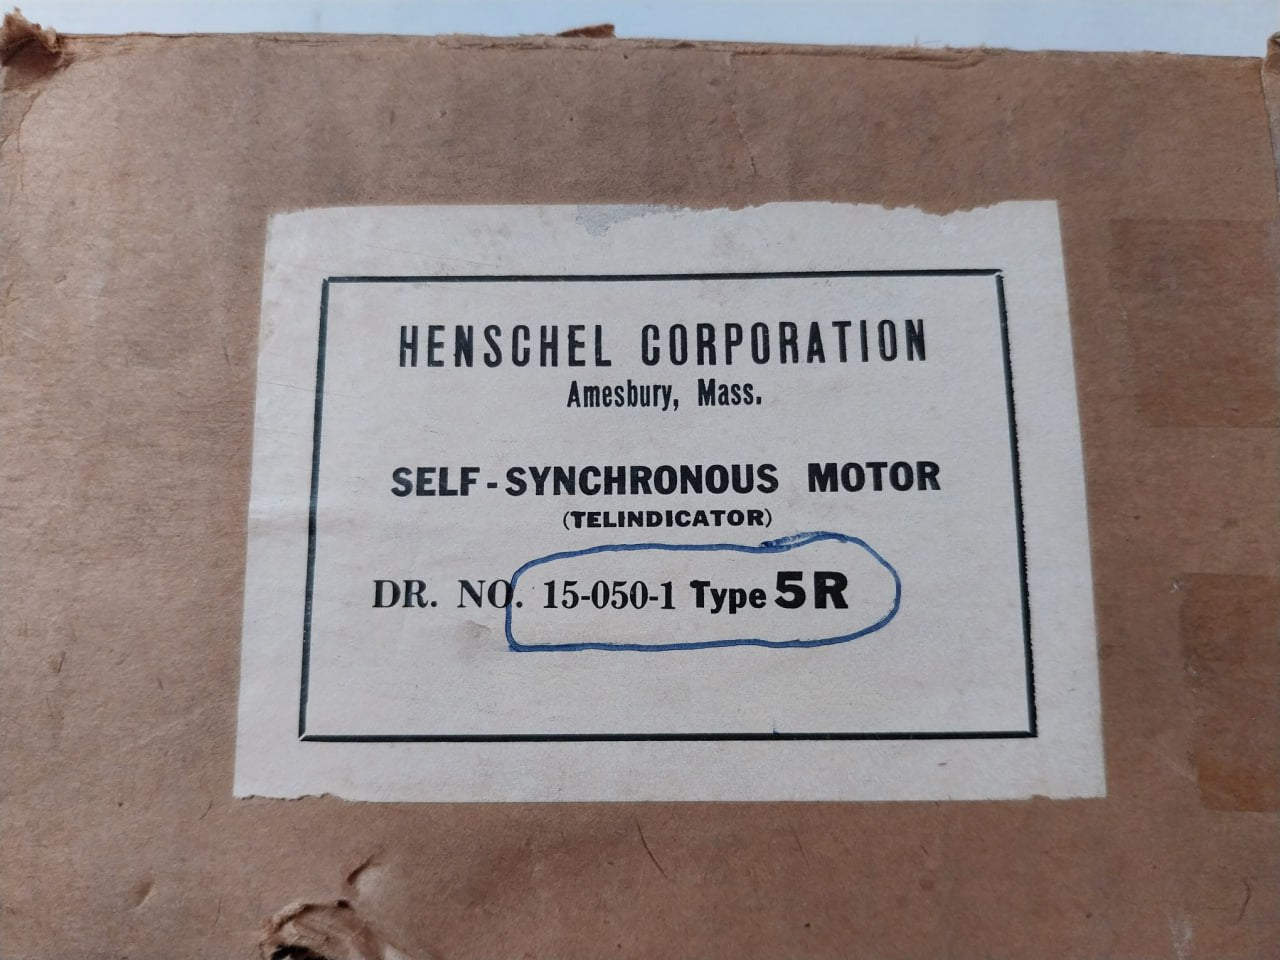 HENSCHEL CORPORATION
Amesbury, Mass.
SELF-SYNCHRONOUS MOTOR
(TELINDICATOR)
DR. NO. 15-050-1 Type 5R